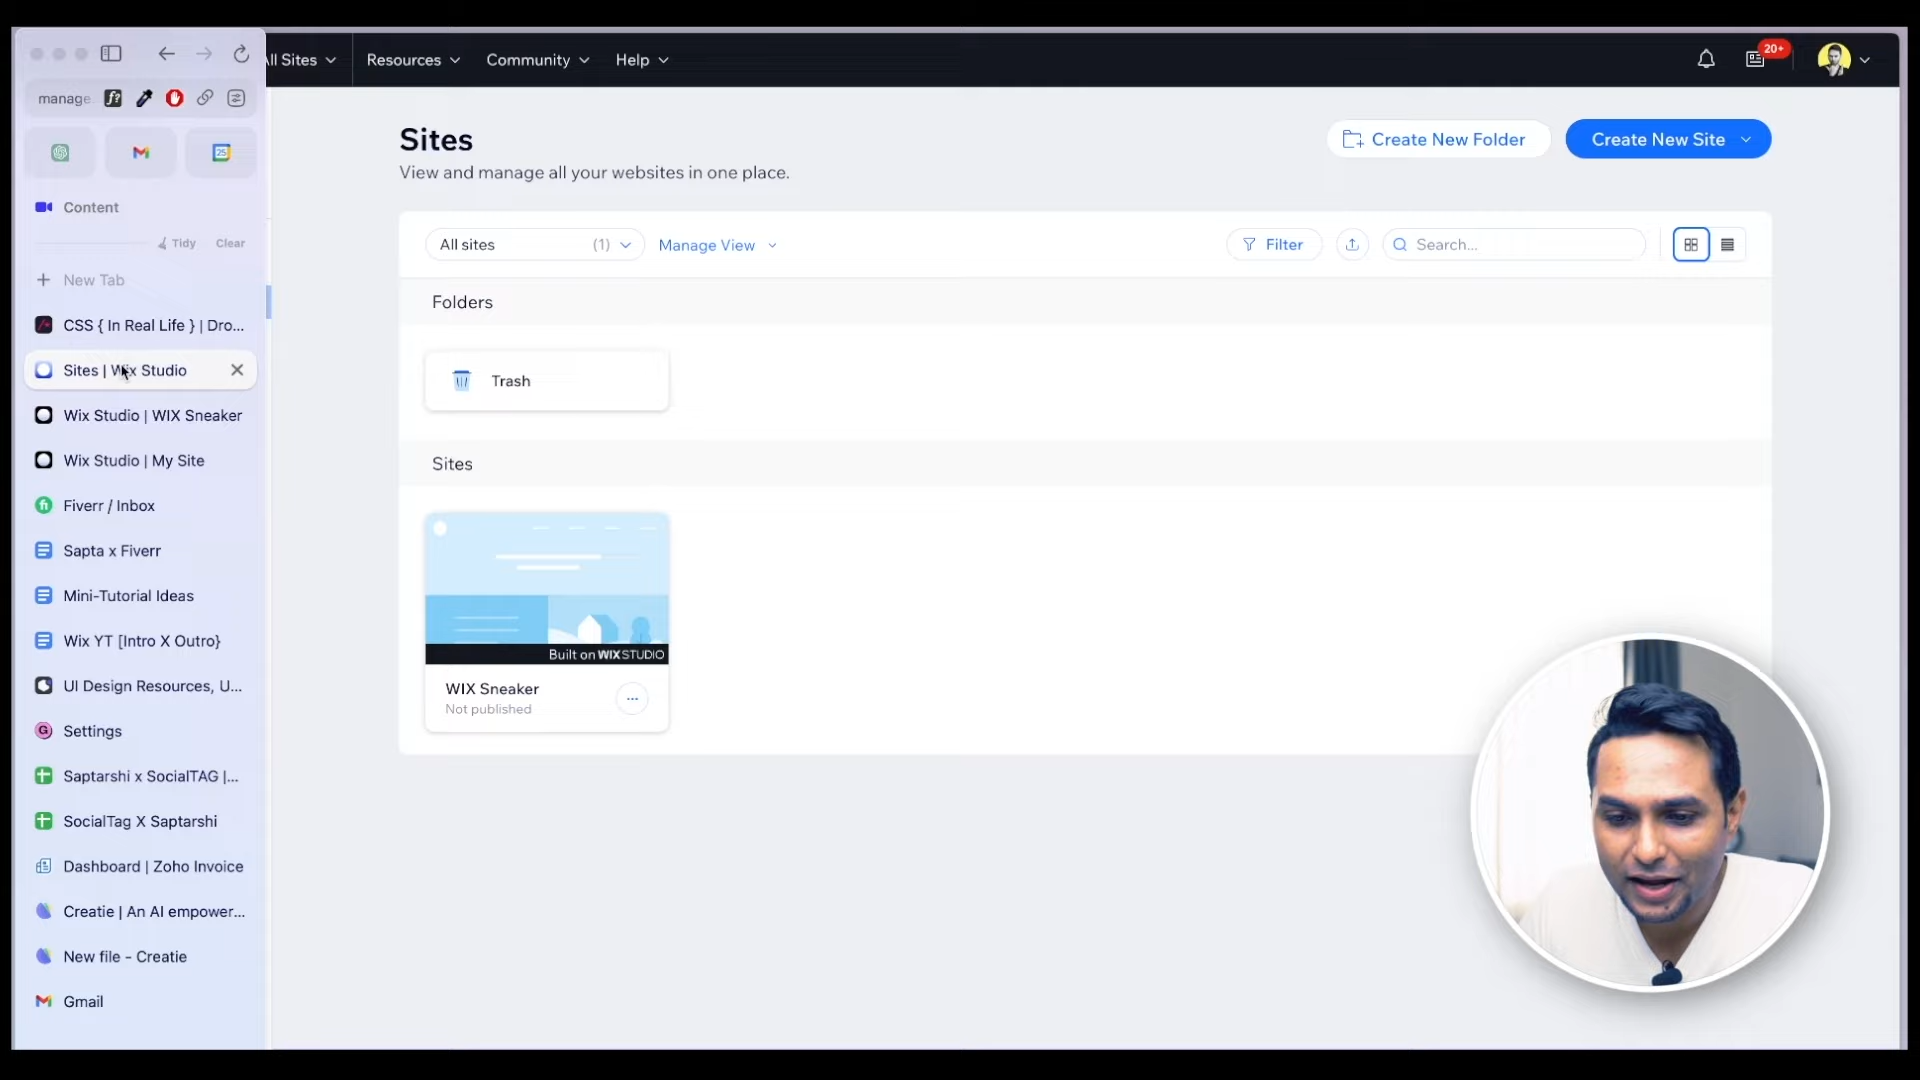 ll Sites
Resources
Community
Help
20+
manage.
f?
25
Content
Tidy
Clear
New Tab
CSS { In Real Life } | Dro...
Sites | Wix Studio
Wix Studio | WIX Sneaker
Wix Studio | My Site
Fiverr / Inbox
Sapta x Fiverr
Mini-Tutorial Ideas
Wix YT [Intro X Outro}
UI Design Resources, U...
Settings
Saptarshi x SocialTAG |...
SocialTag X Saptarshi
Dashboard | Zoho Invoice
Creatie | An AI empower...
New file - Creatie
Gmail
Sites
View and manage all your websites in one place.
Create New Folder
Create New Site
All sites (1)
Manage View
Filter
Search...
Folders
Trash
Sites
Built on WIXSTUDIO
WIX Sneaker
Not published